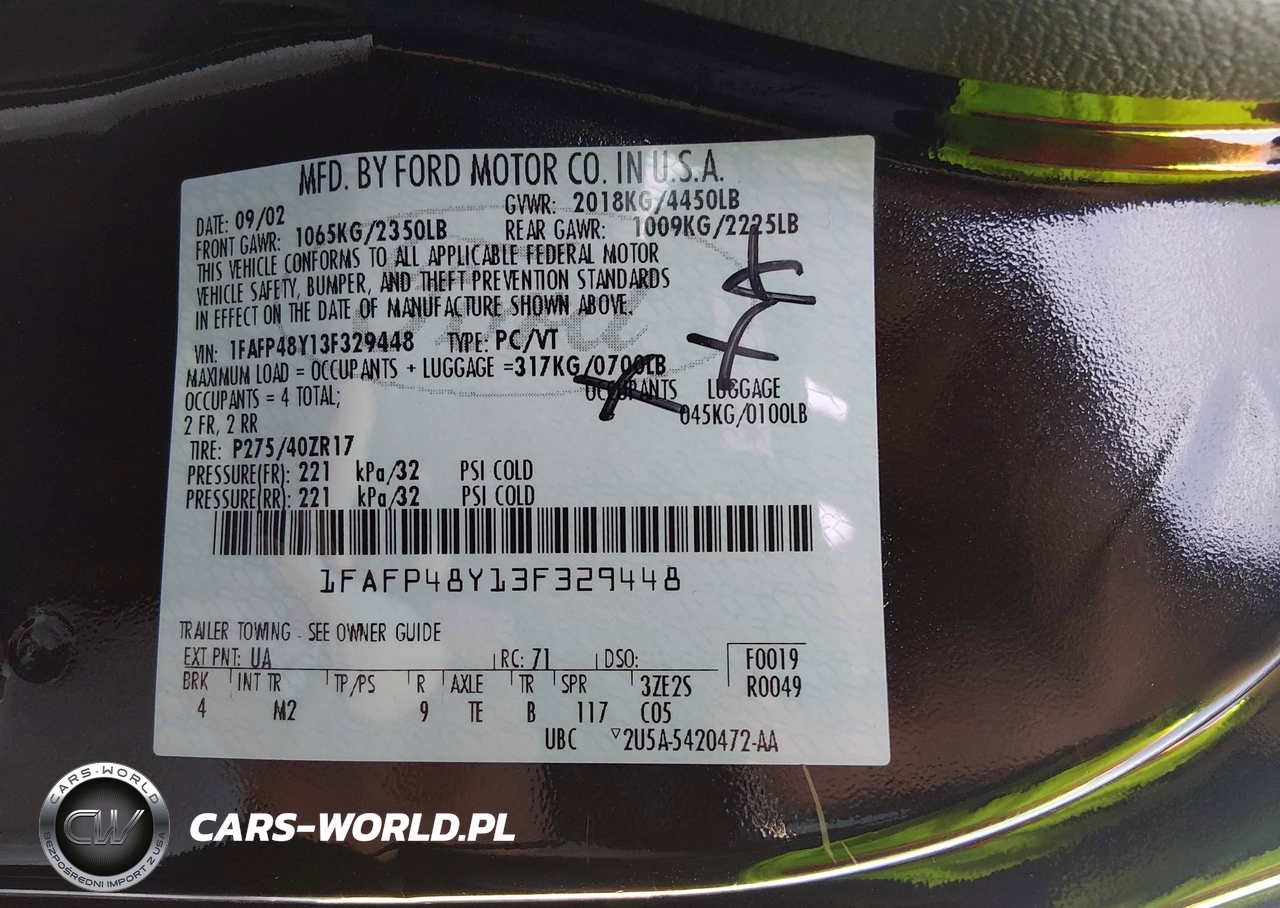 MFD. BY FORD MOTOR CO. IN U.S.A.
DATE: 09/02 GVWR: 2018KG/4450LB
FRONT GAWR: 1065KG/2350LB REAR GAWR: 1009KG/2225LB
THIS VEHICLE CONFORMS TO ALL APPLICABLE FEDERAL MOTOR
VEHICLE SAFETY, BUMPER, AND THEFT PREVENTION STANDARDS
IN EFFECT ON THE DATE OF MANUFACTURE SHOWN ABOVE.
VIN: 1FAFP48Y13F329448 TYPE: PC/VT
MAXIMUM LOAD = OCCUPANTS + LUGGAGE =317KG/0700LB
OCCUPANTS = 4 TOTAL; OCCUPANTS LUGGAGE
2 FR, 2 RR 045KG/0100LB
TIRE: P275/40ZR17
PRESSURE(FR): 221 kPa/32 PSI COLD
PRESSURE(RR): 221 kPa/32 PSI COLD
1FAFP48Y13F329448
TRAILER TOWING - SEE OWNER GUIDE
EXT PNT: UA RC: 71 DSO: F0019
BRK INT TR TP/PS R AXLE TR SPR 3ZE2S R0049
4 M2 9 TE B 117 C05
UBC ▽2U5A-5420472-AA
CARS-WORLD
CW
BEZPOŚREDNI IMPORT Z USA
CARS-WORLD.PL